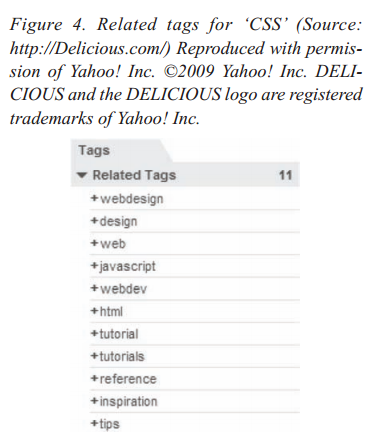 Figure 4. Related tags for ‘CSS’ (Source:
http://Delicious.com/) Reproduced with permis-
sion of Yahoo! Inc. ©2009 Yahoo! Inc. DELI-
CIOUS and the DELICIOUS logo are registered
trademarks of Yahoo! Inc.
Tags
▼ Related Tags 11
+webdesign
+design
+web
+javascript
+webdev
+html
+tutorial
+tutorials
+reference
+inspiration
+tips